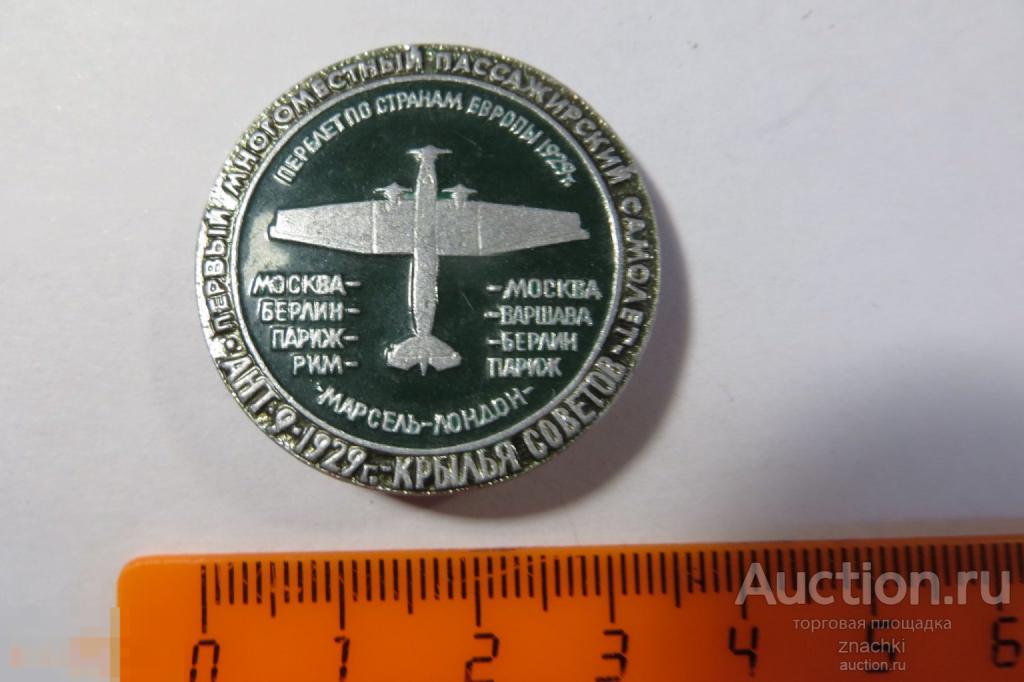 ПЕРВЫЙ МНОГОМЕСТНЫЙ ПАССАЖИРСКИЙ САМОЛЕТ-
АНТ-9-1929г.-КРЫЛЬЯ СОВЕТОВ-
ПЕРЕЛЕТ ПО СТРАНАМ ЕВРОПЫ 1929г.
МОСКВА- -МОСКВА
БЕРЛИН- -ВАРШАВА
ПАРИЖ- -БЕРЛИН
РИМ- ПАРИЖ
-МАРСЕЛЬ-ЛОНДОН-
0 1 2 3 4 5 6
Auction.ru
торговая площадка
znachki
auction.ru